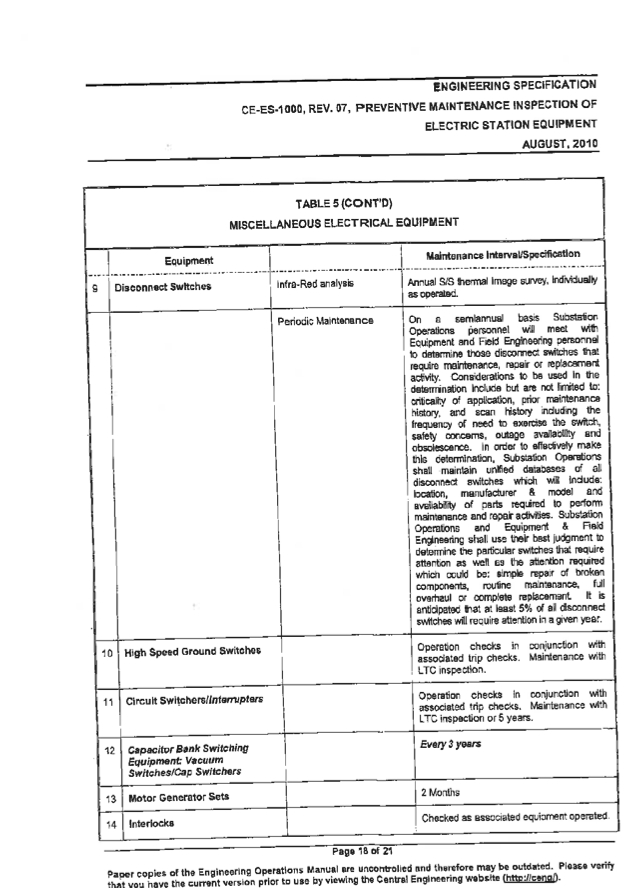 ENGINEERING SPECIFICATION
CE-ES-1000, REV. 07, PREVENTIVE MAINTENANCE INSPECTION OF
ELECTRIC STATION EQUIPMENT
AUGUST, 2010
TABLE 5 (CONT'D)
MISCELLANEOUS ELECTRICAL EQUIPMENT
Equipment
Maintenance Interval/Specification
9
Disconnect Switches
Infra-Red analysis
Annual S/S thermal image survey, individually
as operated.
Periodic Maintenance
On a semiannual basis Substation
Operations personnel will meet with
Equipment and Field Engineering personnel
to determine those disconnect switches that
require maintenance, repair or replacement
activity. Considerations to be used in the
determination include but are not limited to:
criticality of application, prior maintenance
history, and scan history including the
frequency of need to exercise the switch,
safety concerns, outage availability and
obsolescence. In order to effectively make
this determination, Substation Operations
shall maintain unified databases of all
disconnect switches which will include:
location, manufacturer & model and
availability of parts required to perform
maintenance and repair activities. Substation
Operations and Equipment & Field
Engineering shall use their best judgment to
determine the particular switches that require
attention as well as the attention required
which could be: simple repair of broken
components, routine maintenance, full
overhaul or complete replacement. It is
anticipated that at least 5% of all disconnect
switches will require attention in a given year.
10
High Speed Ground Switches
Operation checks in conjunction with
associated trip checks. Maintenance with
LTC inspection.
11
Circuit Switchers/Interrupters
Operation checks in conjunction with
associated trip checks. Maintenance with
LTC inspection or 5 years.
12
Capacitor Bank Switching
Equipment: Vacuum
Switches/Cap Switchers
Every 3 years
13
Motor Generator Sets
2 Months
14
Interlocks
Checked as associated equipment operated.
Page 18 of 21
Paper copies of the Engineering Operations Manual are uncontrolled and therefore may be outdated. Please verify
that you have the current version prior to use by viewing the Central Engineering website (http://ceng/).